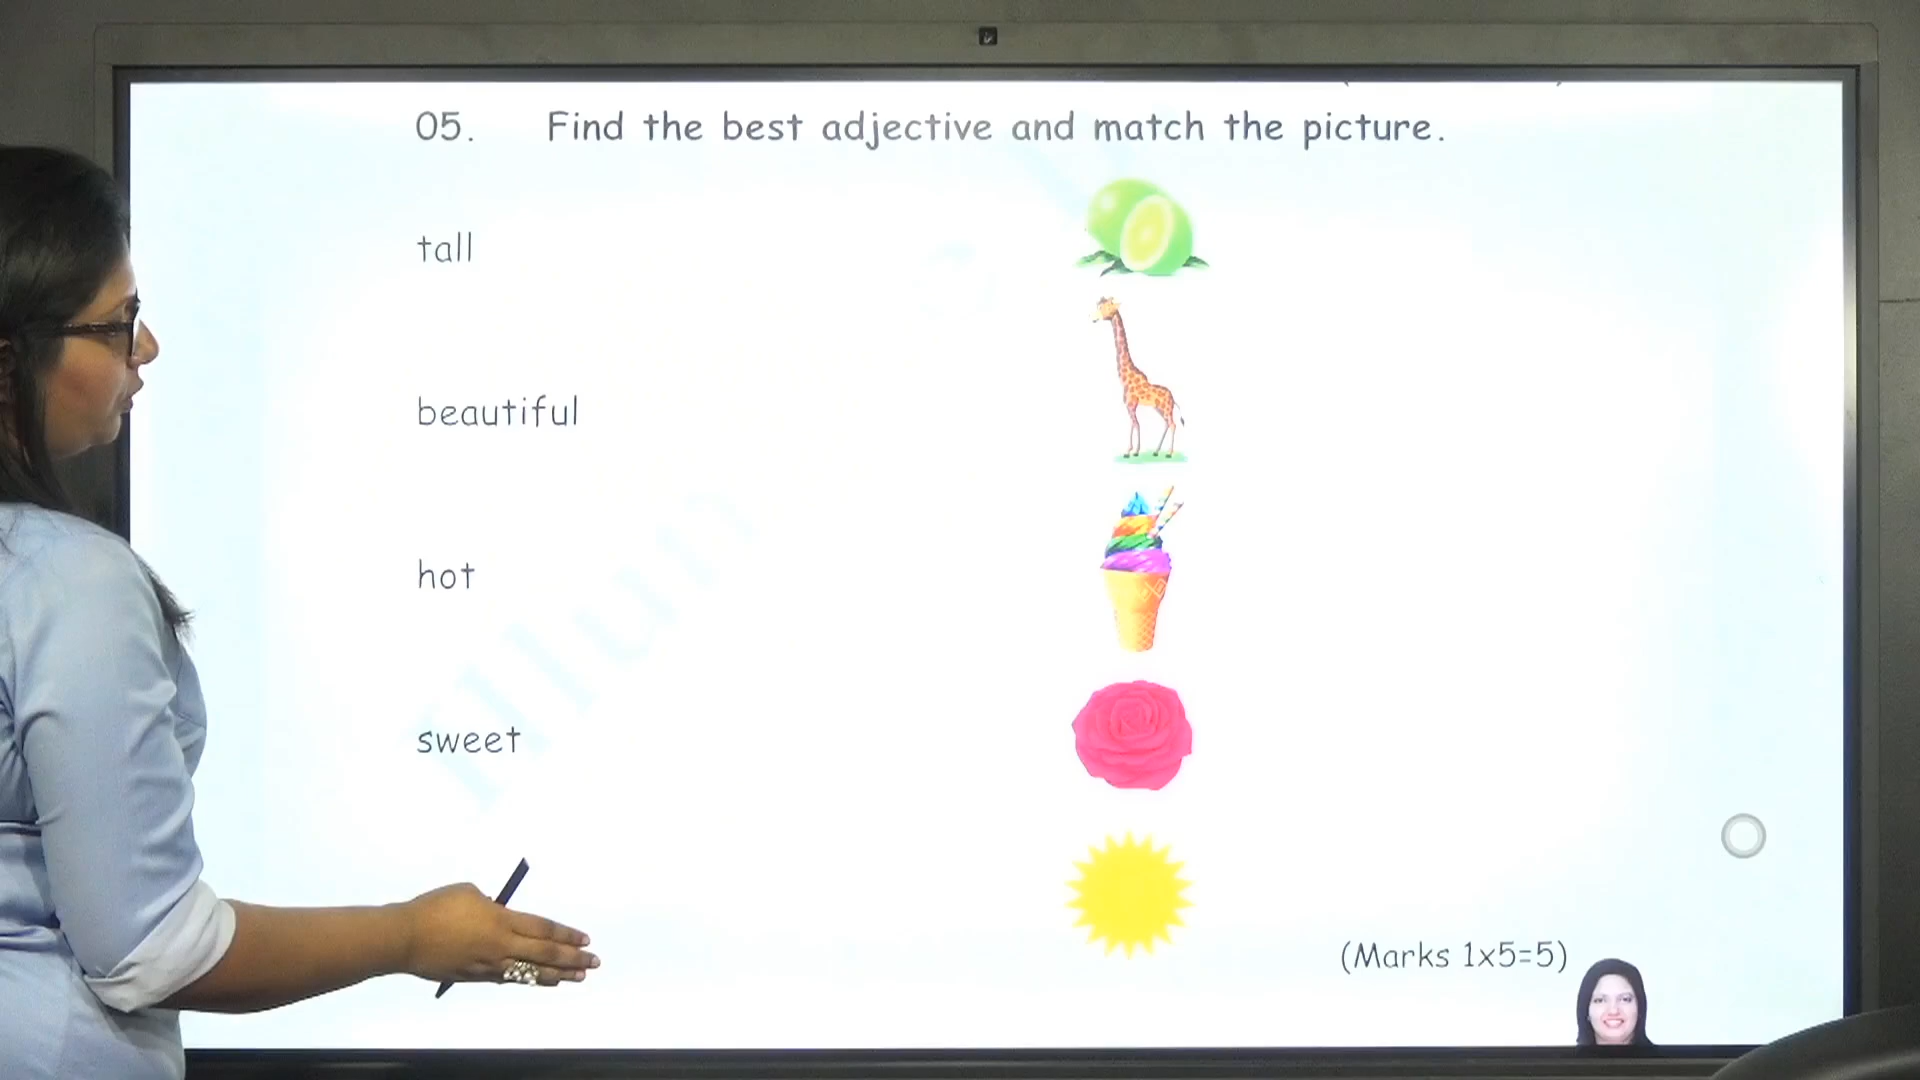 05. Find the best adjective and match the picture.
tall
beautiful
hot
sweet
(Marks 1x5=5)